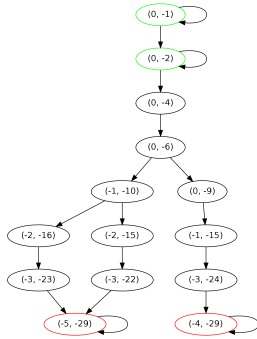 (0, -1)
(0, -2)
(0, -4)
(0, -6)
(-1, -10) (0, -9)
(-2, -16) (-2, -15) (-1, -15)
(-3, -23) (-3, -22) (-3, -24)
(-5, -29) (-4, -29)